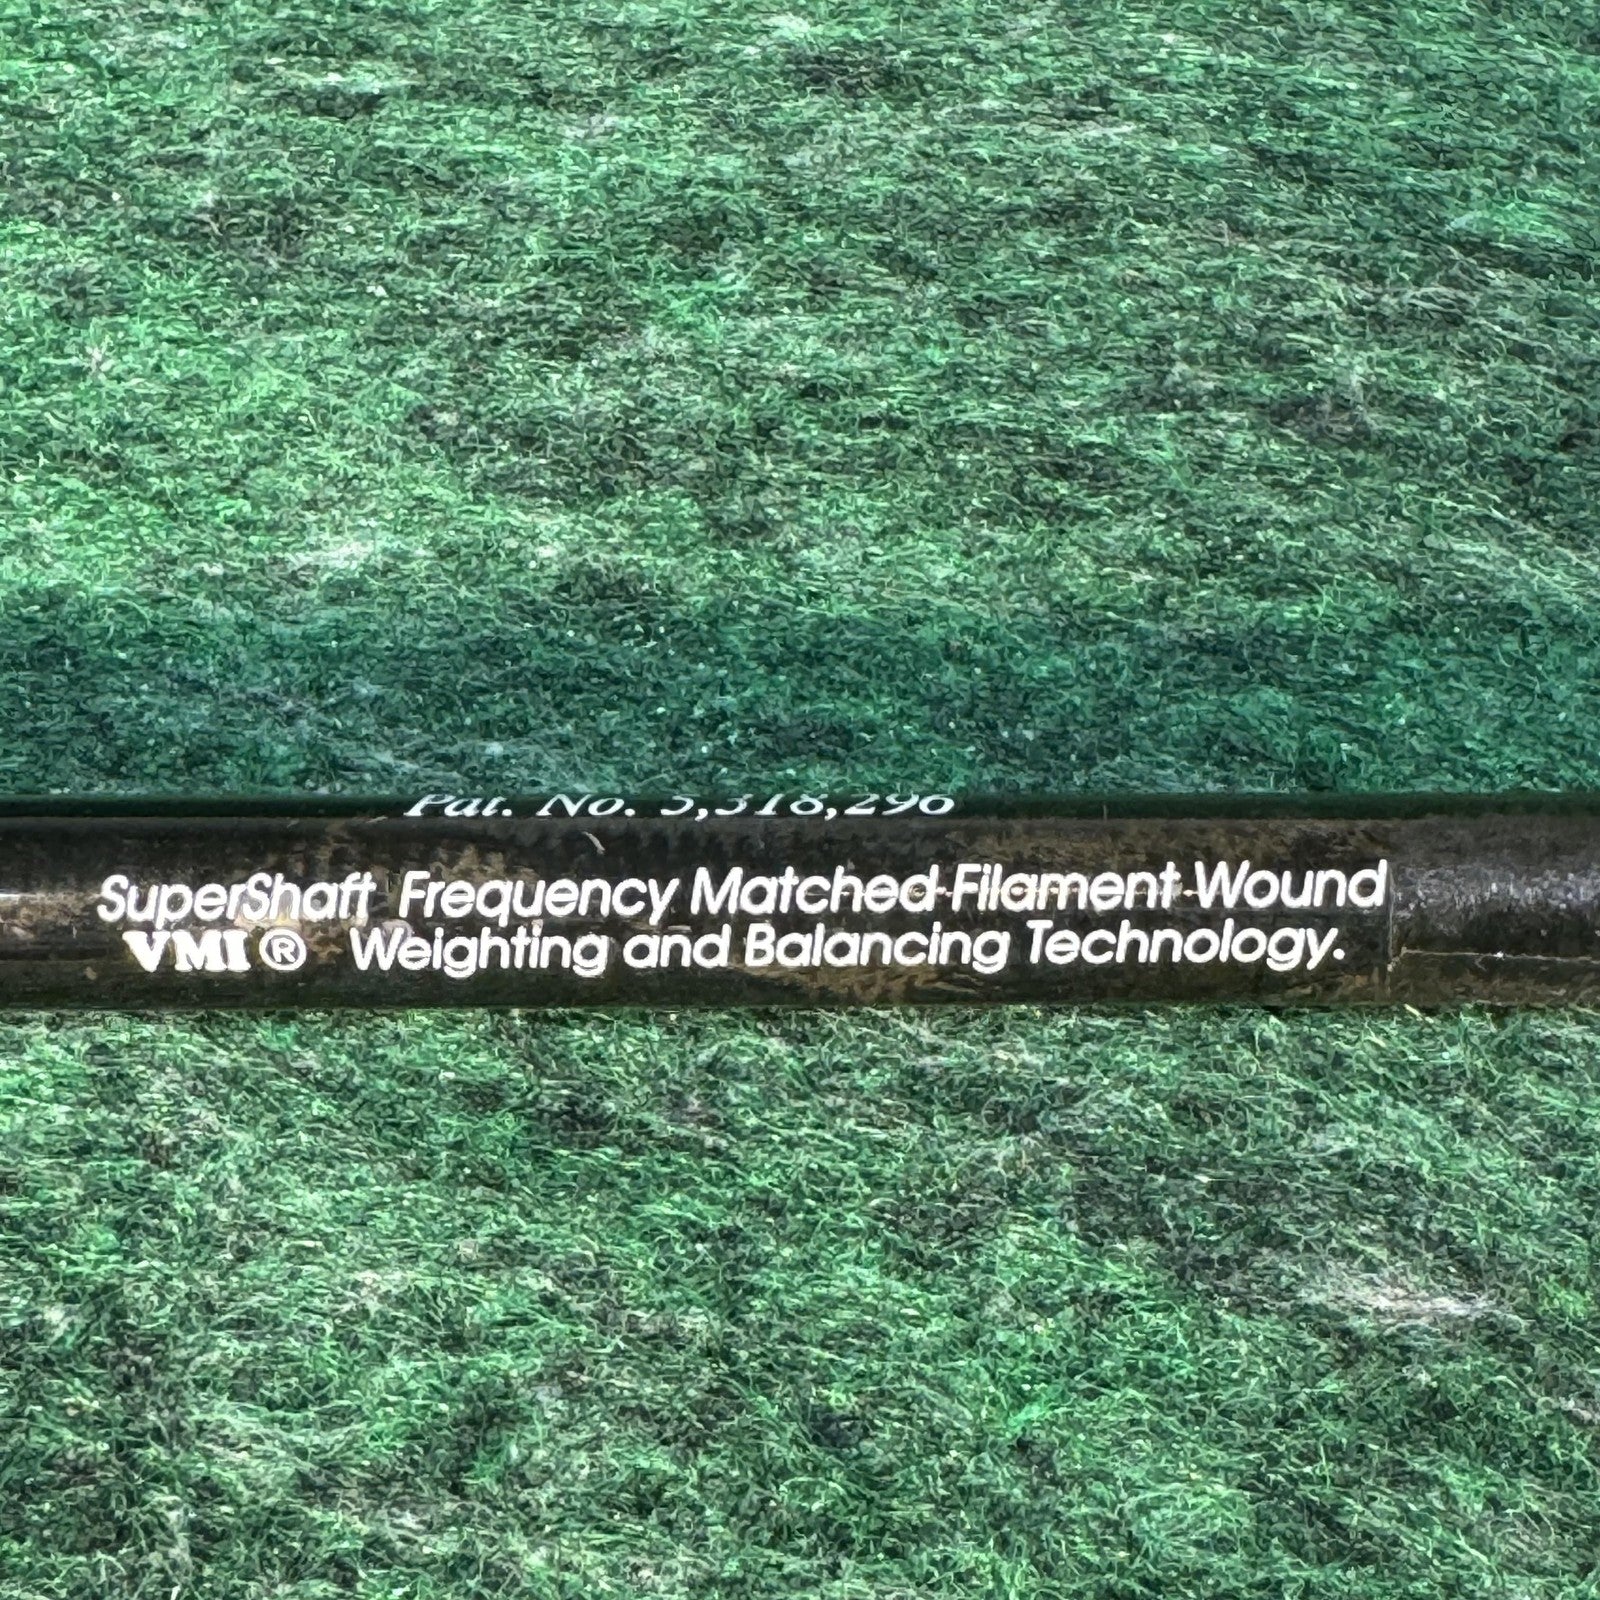 Pat. No. 5,318,296
SuperShaft Frequency Matched Filament Wound
VMI ® Weighting and Balancing Technology.